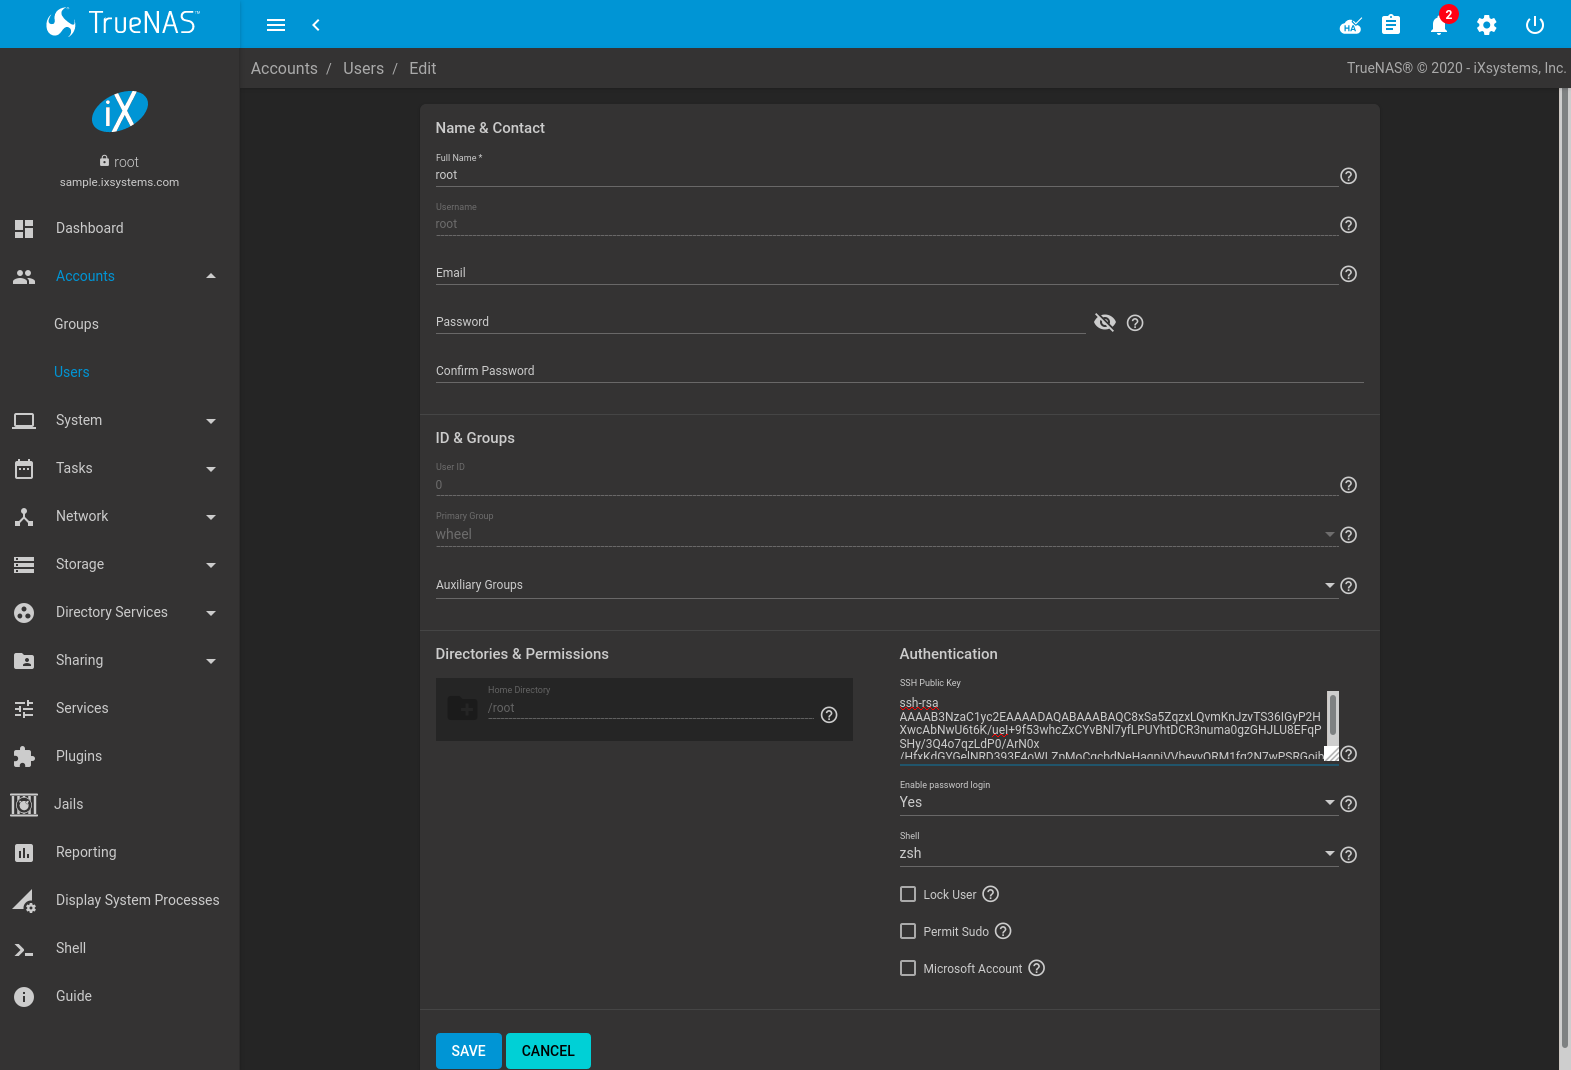 TrueNAS™
HA
2
Accounts / Users / Edit
TrueNAS® © 2020 - iXsystems, Inc.
iX
root
sample.ixsystems.com
Dashboard
Accounts
Groups
Users
System
Tasks
Network
Storage
Directory Services
Sharing
Services
Plugins
Jails
Reporting
Display System Processes
Shell
Guide
Name & Contact
Full Name *
root
Username
root
Email
Password
Confirm Password
ID & Groups
User ID
0
Primary Group
wheel
Auxiliary Groups
Directories & Permissions
Home Directory
/root
Authentication
SSH Public Key
ssh-rsa
AAAAB3NzaC1yc2EAAAADAQABAAABAQC8xSa5ZqzxLQvmKnJzvTS36IGyP2H
XwcAbNwU6t6K/ueI+9f53whcZxCYvBNl7yfLPUYhtDCR3numa0gzGHJLU8EFqP
SHy/3Q4o7qzLdP0/ArN0x
Enable password login
Yes
Shell
zsh
Lock User
Permit Sudo
Microsoft Account
SAVE
CANCEL